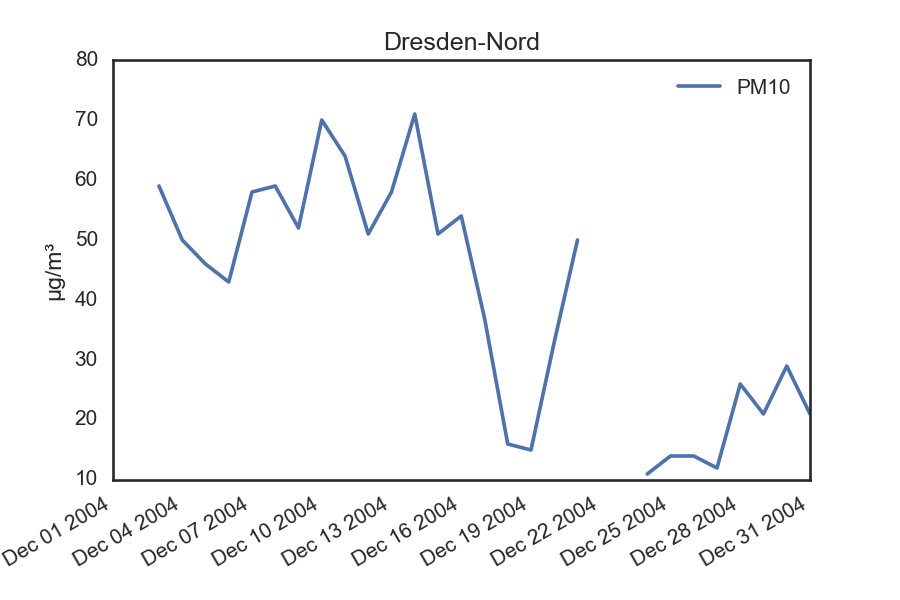 Dresden-Nord
80
70
60
50
40
30
20
10
µg/m³
PM10
Dec 01 2004
Dec 04 2004
Dec 07 2004
Dec 10 2004
Dec 13 2004
Dec 16 2004
Dec 19 2004
Dec 22 2004
Dec 25 2004
Dec 28 2004
Dec 31 2004